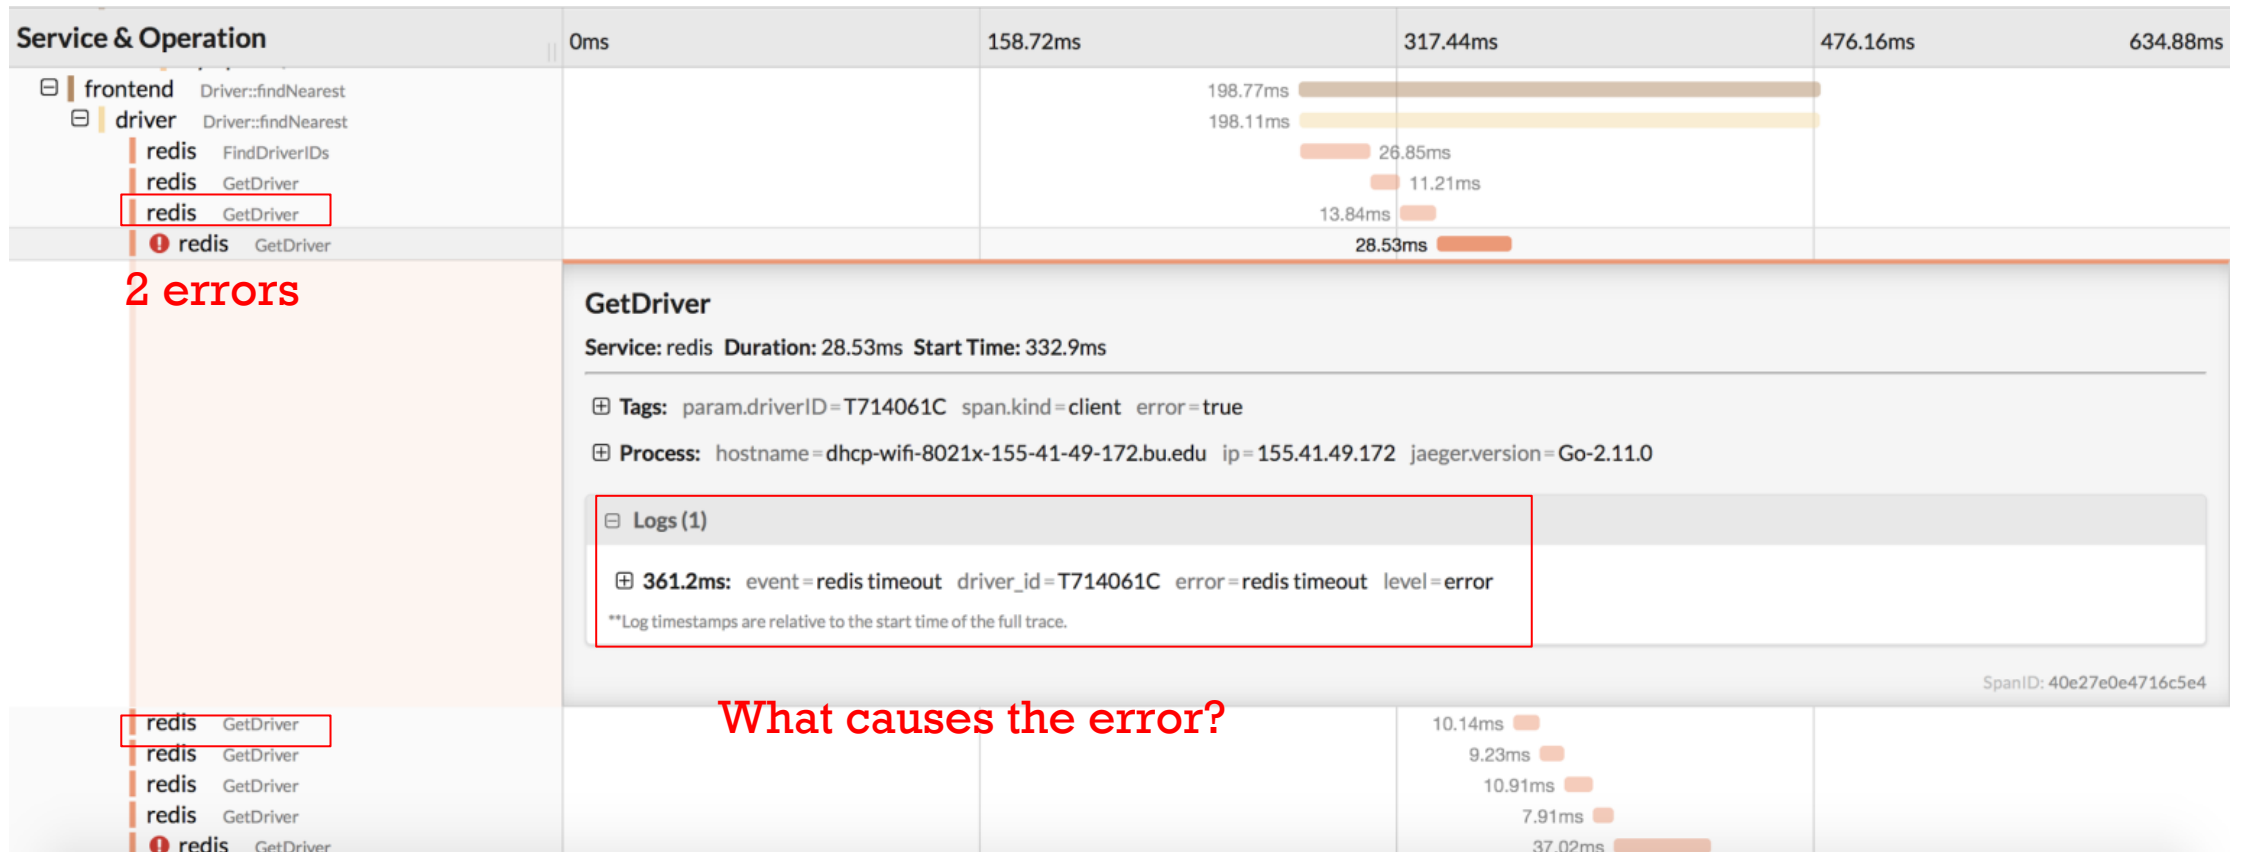 Service & Operation 0ms 158.72ms 317.44ms 476.16ms 634.88ms
frontend Driver::findNearest 198.77ms
driver Driver::findNearest 198.11ms
redis FindDriverIDs 26.85ms
redis GetDriver 11.21ms
redis GetDriver 13.84ms
redis GetDriver 28.53ms
2 errors
GetDriver
Service: redis Duration: 28.53ms Start Time: 332.9ms
Tags: param.driverID=T714061C span.kind=client error=true
Process: hostname=dhcp-wifi-8021x-155-41-49-172.bu.edu ip=155.41.49.172 jaeger.version=Go-2.11.0
Logs (1)
361.2ms: event=redis timeout driver_id=T714061C error=redis timeout level=error
**Log timestamps are relative to the start time of the full trace.
SpanID: 40e27e0e4716c5e4
What causes the error?
redis GetDriver 10.14ms
redis GetDriver 9.23ms
redis GetDriver 10.91ms
redis GetDriver 7.91ms
redis GetDriver 37.02ms